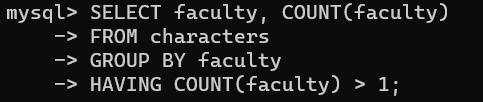 mysql> SELECT faculty, COUNT(faculty)
-> FROM characters
-> GROUP BY faculty
-> HAVING COUNT(faculty) > 1;